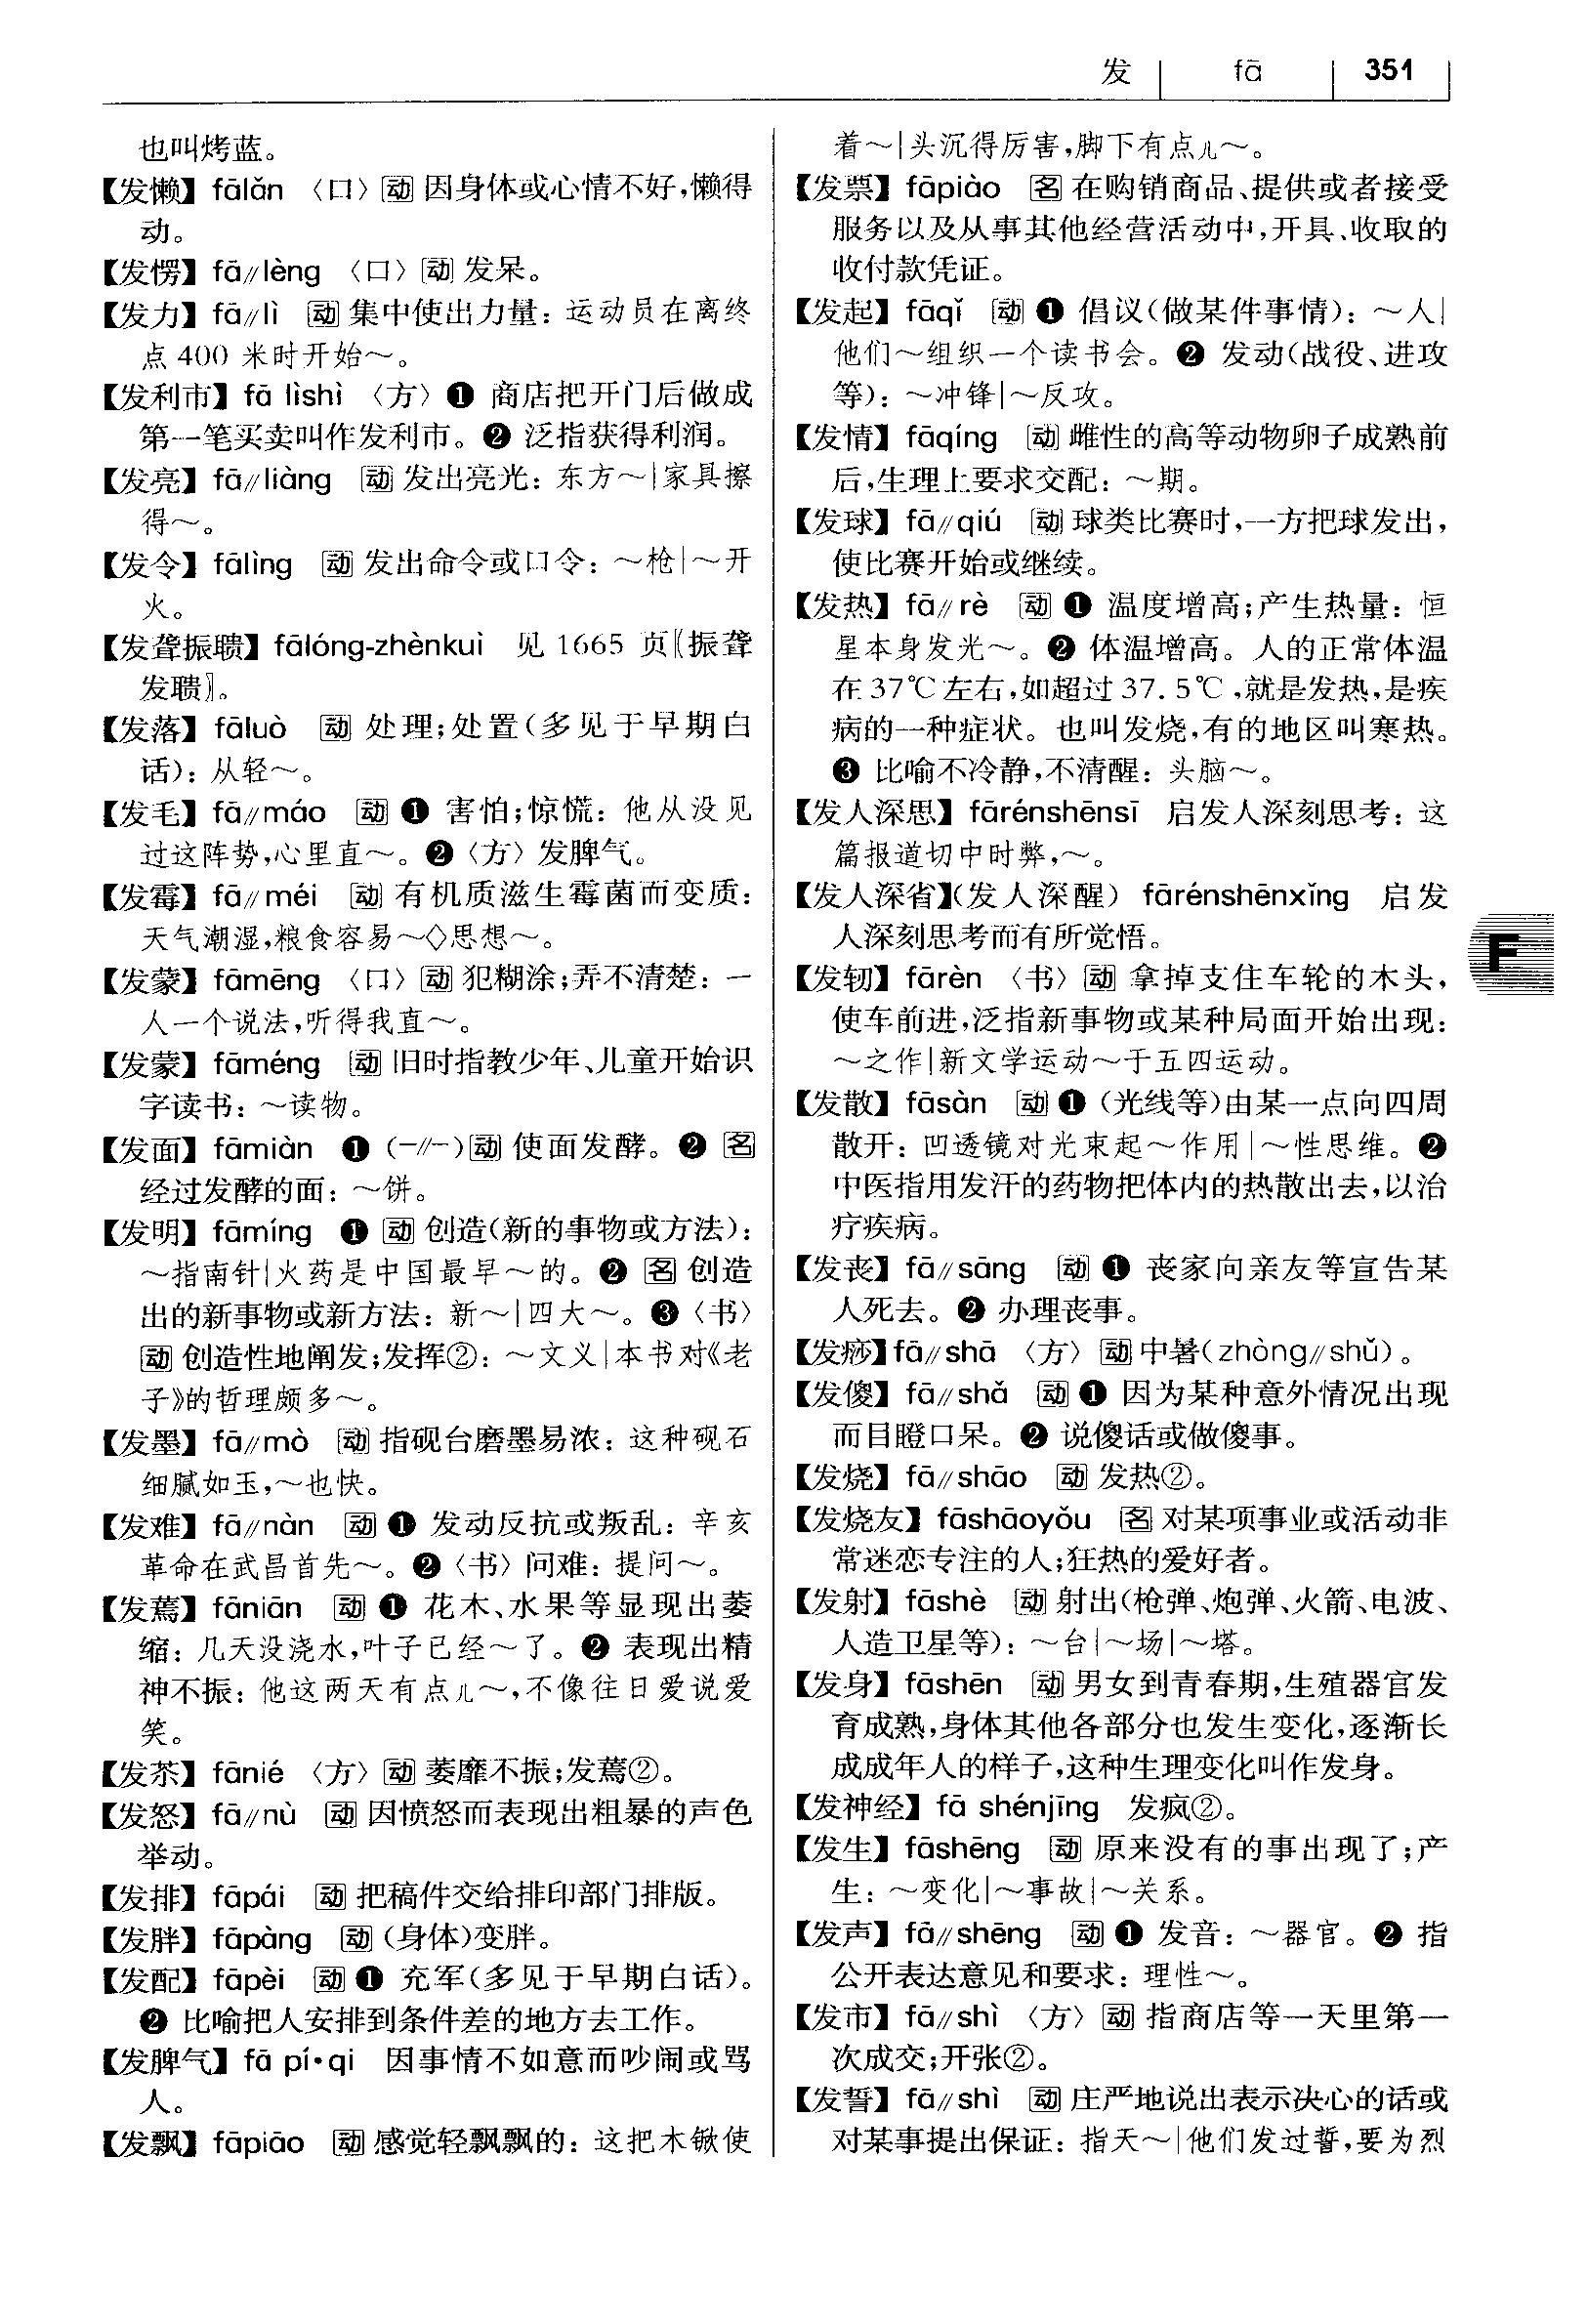 发 fā 351
也叫烤蓝。
【发懒】fālǎn 〈口〉动 因身体或心情不好,懒得
动。
【发愣】fā∥lèng 〈口〉动 发呆。
【发力】fā∥lì 动 集中使出力量：运动员在离终
点 400 米时开始～。
【发利市】fā lìshì 〈方〉❶ 商店把开门后做成
第一笔买卖叫作发利市。❷ 泛指获得利润。
【发亮】fā∥liàng 动 发出亮光：东方～|家具擦
得～。
【发令】fālìng 动 发出命令或口令：～枪|～开
火。
【发聋振聩】fālóng-zhènkuì 见 1665 页〖振聋
发聩〗。
【发落】fāluò 动 处理;处置(多见于早期白
话)：从轻～。
【发毛】fā∥máo 动 ❶ 害怕;惊慌：他从没见
过这阵势,心里直～。❷〈方〉发脾气。
【发霉】fā∥méi 动 有机质滋生霉菌而变质：
天气潮湿,粮食容易～◇思想～。
【发蒙】fāmēng 〈口〉动 犯糊涂;弄不清楚：一
人一个说法,听得我直～。
【发蒙】fāméng 动 旧时指教少年、儿童开始识
字读书：～读物。
【发面】fāmiàn ❶ (-∥-)动 使面发酵。❷ 名
经过发酵的面：～饼。
【发明】fāmíng ❶ 动 创造(新的事物或方法)：
～指南针|火药是中国最早～的。❷ 名 创造
出的新事物或新方法：新～|四大～。❸〈书〉
动 创造性地阐发;发挥②：～文义|本书对《老
子》的哲理颇多～。
【发墨】fā∥mò 动 指砚台磨墨易浓：这种砚石
细腻如玉,～也快。
【发难】fā∥nàn 动 ❶ 发动反抗或叛乱：辛亥
革命在武昌首先～。❷〈书〉问难：提问～。
【发蔫】fāniān 动 ❶ 花木、水果等显现出萎
缩：几天没浇水,叶子已经～了。❷ 表现出精
神不振：他这两天有点儿～,不像往日爱说爱
笑。
【发苶】fānié 〈方〉动 萎靡不振;发蔫②。
【发怒】fā∥nù 动 因愤怒而表现出粗暴的声色
举动。
【发排】fāpái 动 把稿件交给排印部门排版。
【发胖】fāpàng 动 (身体)变胖。
【发配】fāpèi 动 ❶ 充军(多见于早期白话)。
❷ 比喻把人安排到条件差的地方去工作。
【发脾气】fā pí·qi 因事情不如意而吵闹或骂
人。
【发飘】fāpiāo 动 感觉轻飘飘的：这把木锨使
着～|头沉得厉害,脚下有点儿～。
【发票】fāpiào 名 在购销商品、提供或者接受
服务以及从事其他经营活动中,开具、收取的
收付款凭证。
【发起】fāqǐ 动 ❶ 倡议(做某件事情)：～人|
他们～组织一个读书会。❷ 发动(战役、进攻
等)：～冲锋|～反攻。
【发情】fāqíng 动 雌性的高等动物卵子成熟前
后,生理上要求交配：～期。
【发球】fā∥qiú 动 球类比赛时,一方把球发出,
使比赛开始或继续。
【发热】fā∥rè 动 ❶ 温度增高;产生热量：恒
星本身发光～。❷ 体温增高。人的正常体温
在 37℃左右,如超过 37.5℃,就是发热,是疾
病的一种症状。也叫发烧,有的地区叫寒热。
❸ 比喻不冷静,不清醒：头脑～。
【发人深思】fārénshēnsī 启发人深刻思考：这
篇报道切中时弊,～。
【发人深省】(发人深醒) fārénshēnxǐng 启发
人深刻思考而有所觉悟。
【发轫】fārèn 〈书〉动 拿掉支住车轮的木头,
使车前进,泛指新事物或某种局面开始出现：
～之作|新文学运动～于五四运动。
【发散】fāsàn 动 ❶ (光线等)由某一点向四周
散开：凹透镜对光束起～作用|～性思维。❷
中医指用发汗的药物把体内的热散出去,以治
疗疾病。
【发丧】fā∥sāng 动 ❶ 丧家向亲友等宣告某
人死去。❷ 办理丧事。
【发痧】fā∥shā 〈方〉动 中暑(zhòng∥shǔ)。
【发傻】fā∥shǎ 动 ❶ 因为某种意外情况出现
而目瞪口呆。❷ 说傻话或做傻事。
【发烧】fā∥shāo 动 发热②。
【发烧友】fāshāoyǒu 名 对某项事业或活动非
常迷恋专注的人;狂热的爱好者。
【发射】fāshè 动 射出(枪弹、炮弹、火箭、电波、
人造卫星等)：～台|～场|～塔。
【发身】fāshēn 动 男女到青春期,生殖器官发
育成熟,身体其他各部分也发生变化,逐渐长
成成年人的样子,这种生理变化叫作发身。
【发神经】fā shénjīng 发疯②。
【发生】fāshēng 动 原来没有的事出现了;产
生：～变化|～事故|～关系。
【发声】fā∥shēng 动 ❶ 发音：～器官。❷ 指
公开表达意见和要求：理性～。
【发市】fā∥shì 〈方〉动 指商店等一天里第一
次成交;开张②。
【发誓】fā∥shì 动 庄严地说出表示决心的话或
对某事提出保证：指天～|他们发过誓,要为烈
F